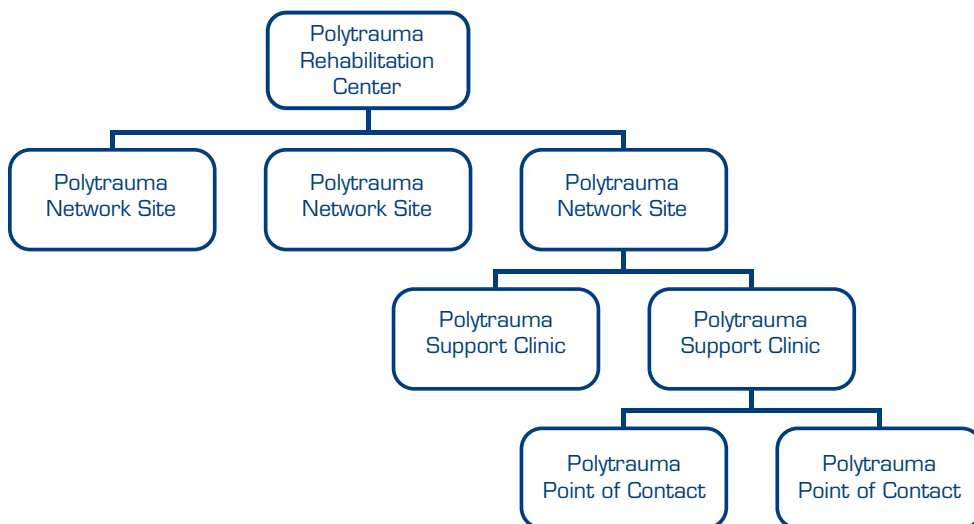 Polytrauma
Rehabilitation
Center
Polytrauma
Network Site
Polytrauma
Network Site
Polytrauma
Network Site
Polytrauma
Support Clinic
Polytrauma
Support Clinic
Polytrauma
Point of Contact
Polytrauma
Point of Contact